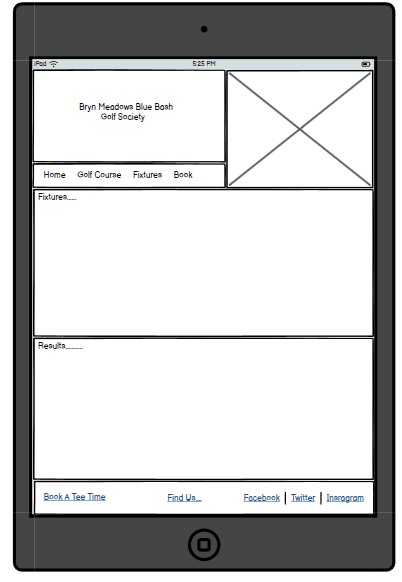 iPad 5:25 PM
Bryn Meadows Blue Bash
Golf Society
Home Golf Course Fixtures Book
Fixtures.....
Results.........
Book A Tee Time Find Us... Facebook Twitter Insragram